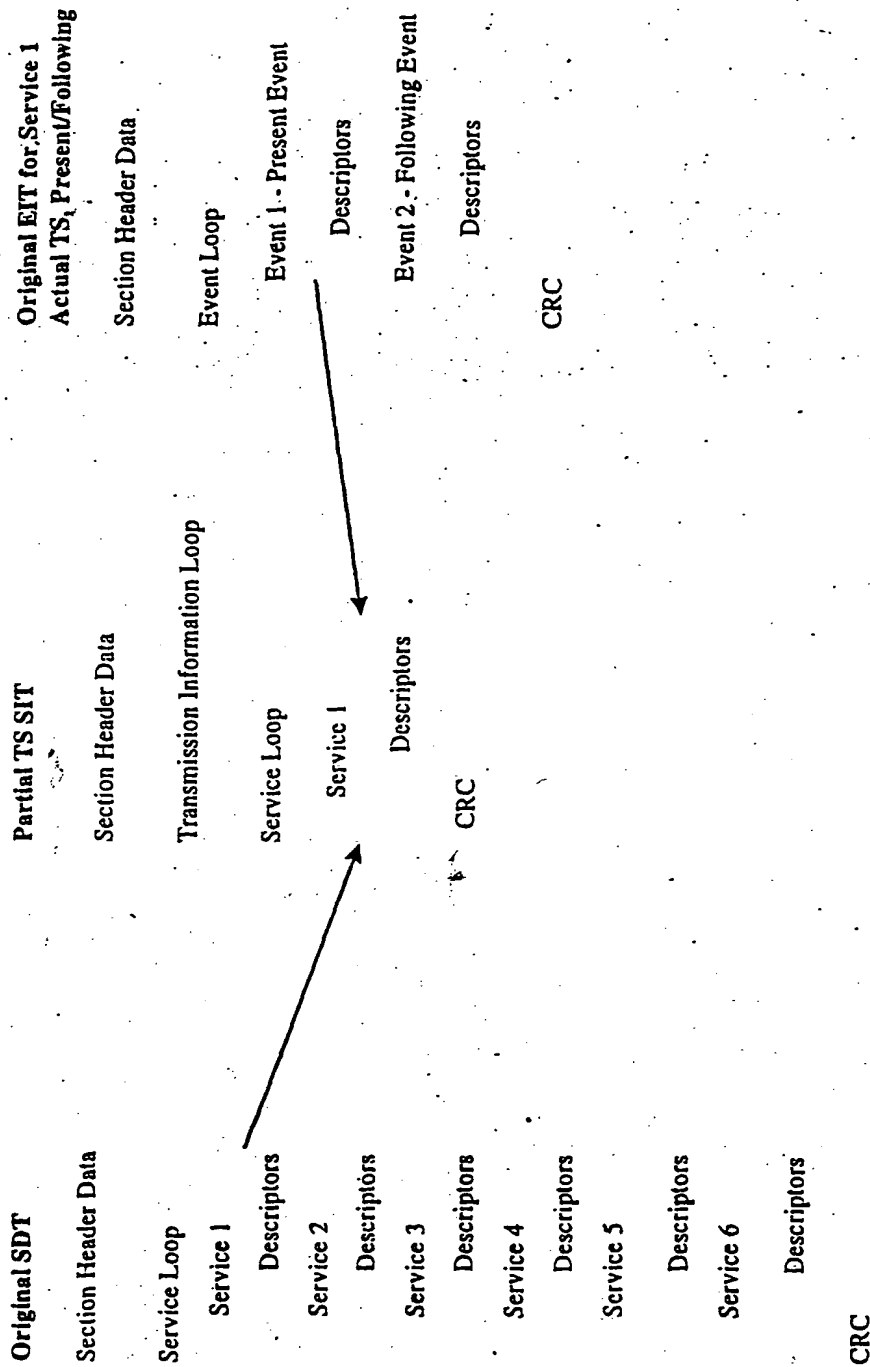 Original SDT
Section Header Data
Service Loop
Service 1
Descriptors
Service 2
Descriptors
Service 3
Descriptors
Service 4
Descriptors
Service 5
Descriptors
Service 6
Descriptors
CRC
Partial TS SIT
Section Header Data
Transmission Information Loop
Service Loop
Service 1
Descriptors
CRC
Original EIT for Service 1
Actual TS, Present/Following
Section Header Data
Event Loop
Event 1 - Present Event
Descriptors
Event 2 - Following Event
Descriptors
CRC